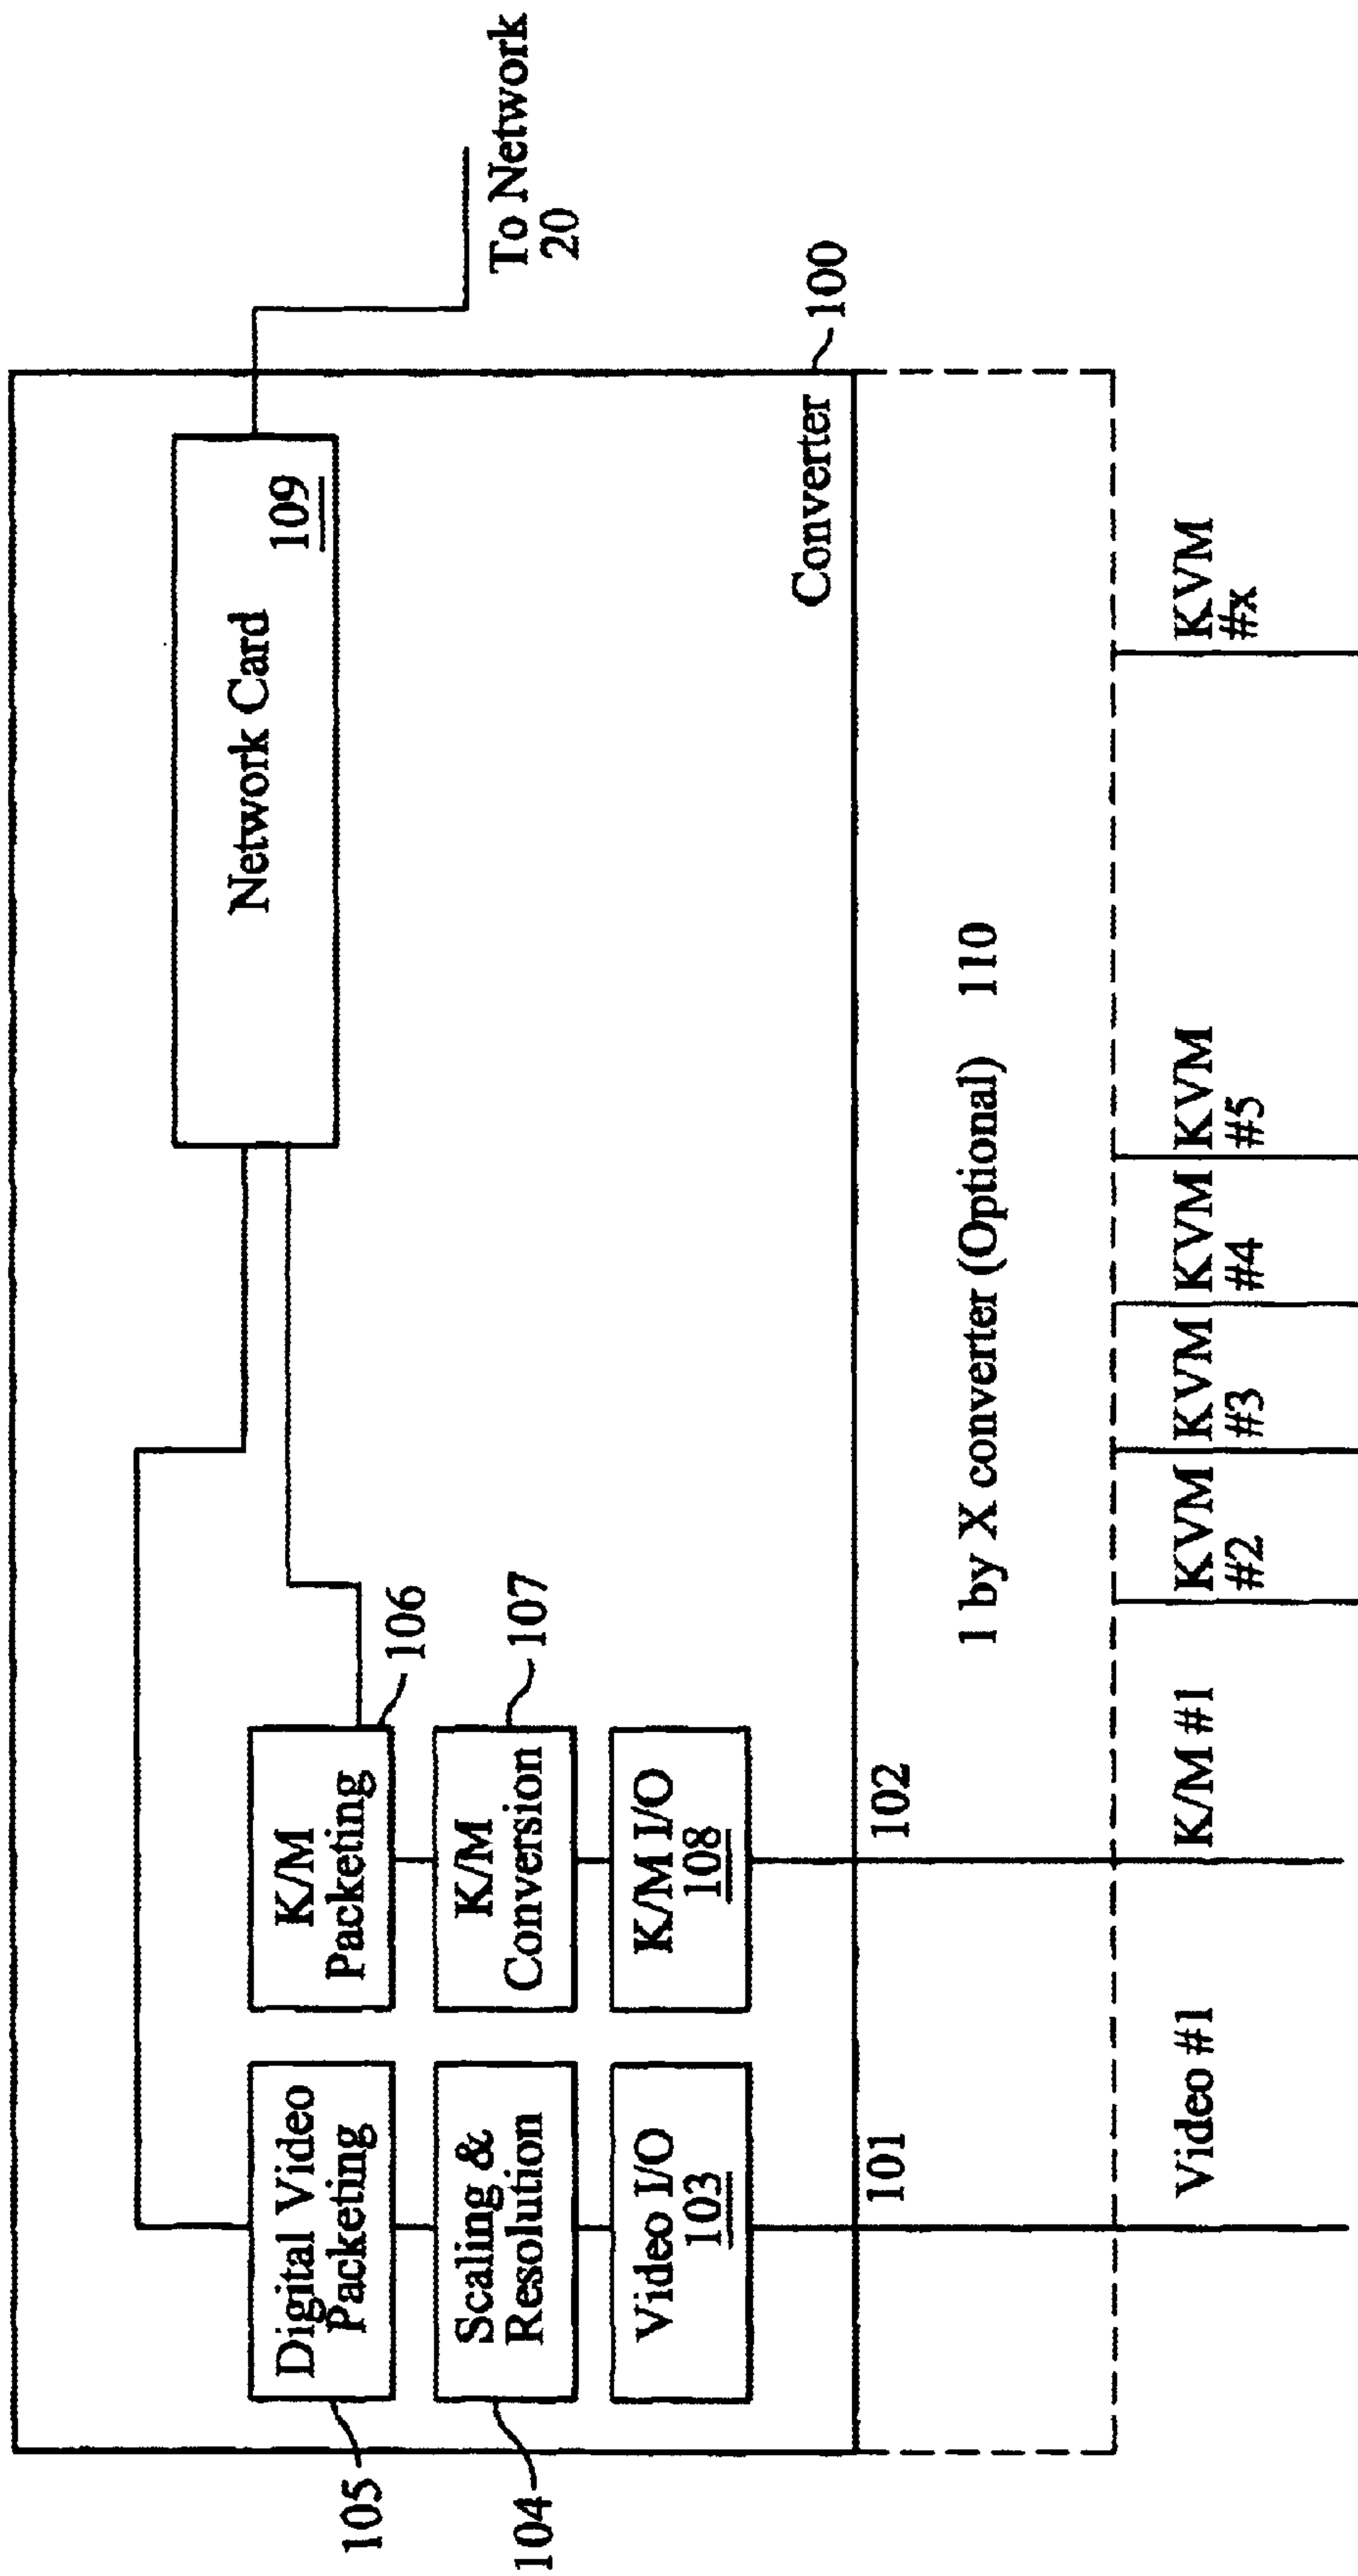 To Network
20
100
Network Card
109
Converter
Digital Video
Packeting
105
K/M
Packeting
106
Scaling &
Resolution
104
K/M
Conversion
107
Video I/O
103
K/M I/O
108
101
102
1 by X converter (Optional) 110
Video #1
K/M #1
KVM
#2
KVM
#3
KVM
#4
KVM
#5
KVM
#x